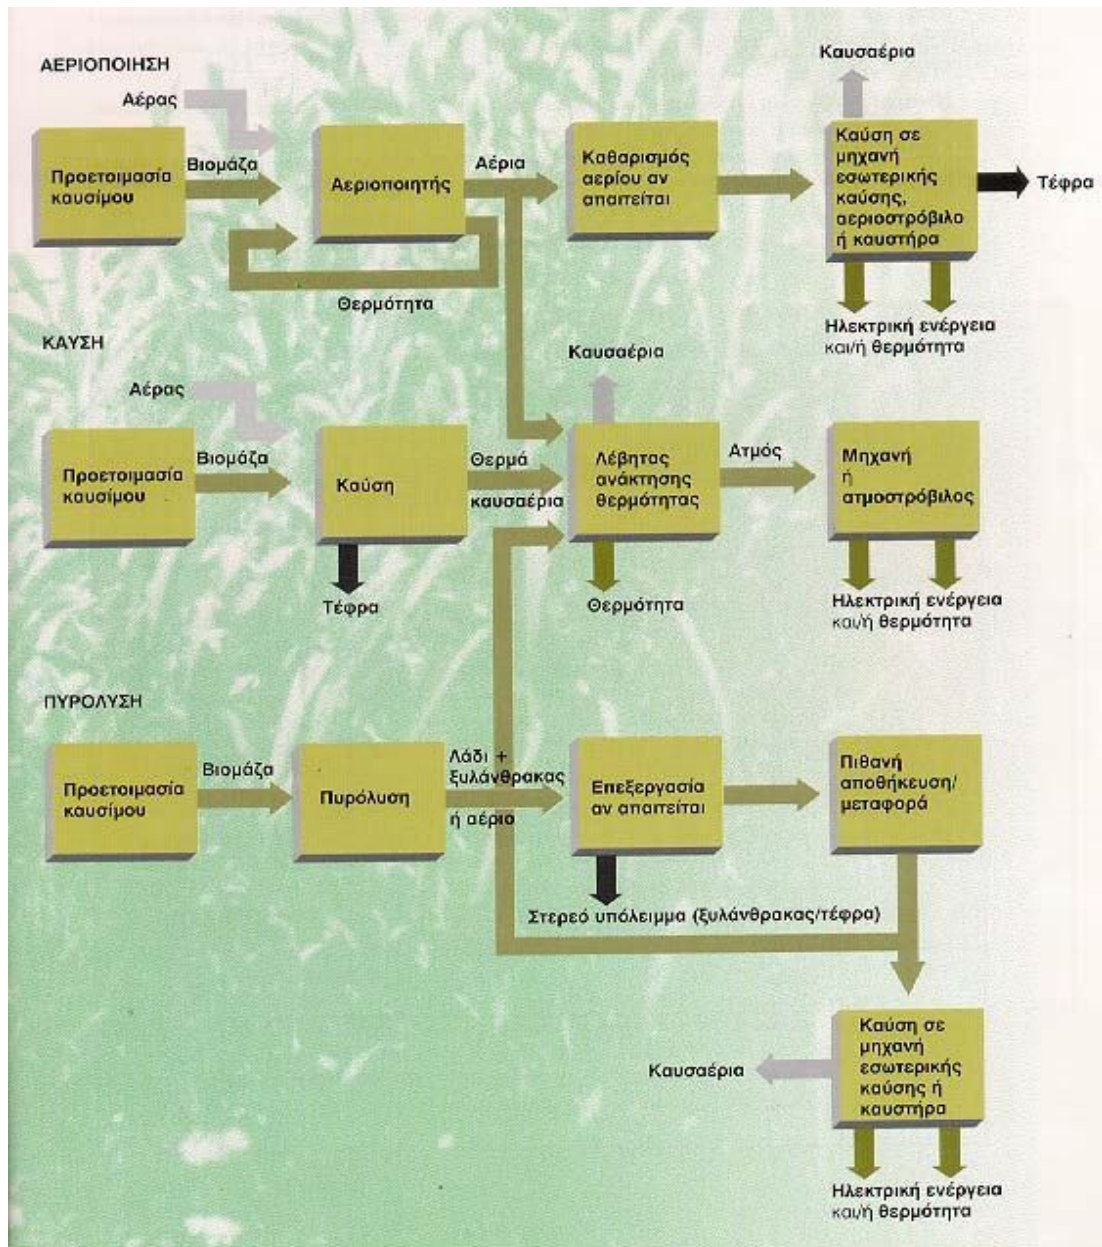 ΑΕΡΙΟΠΟΙΗΣΗ
Αέρας
Προετοιμασία
καυσίμου
Βιομάζα
Αεριοποιητής
Αέρια
Καθαρισμός
αερίου αν
απαιτείται
Καυσαέρια
Καύση σε
μηχανή
εσωτερικής
καύσης,
αεριοστρόβιλο
ή καυστήρα
Τέφρα
Θερμότητα
Ηλεκτρική ενέργεια
και/ή θερμότητα
ΚΑΥΣΗ
Αέρας
Προετοιμασία
καυσίμου
Βιομάζα
Καύση
Θερμά
καυσαέρια
Καυσαέρια
Λέβητας
ανάκτησης
θερμότητας
Ατμός
Μηχανή
ή
ατμοστρόβιλος
Τέφρα
Θερμότητα
Ηλεκτρική ενέργεια
και/ή θερμότητα
ΠΥΡΟΛΥΣΗ
Προετοιμασία
καυσίμου
Βιομάζα
Πυρόλυση
Λάδι +
ξυλάνθρακας
ή αέριο
Επεξεργασία
αν απαιτείται
Πιθανή
αποθήκευση/
μεταφορά
Στερεό υπόλειμμα (ξυλάνθρακας/τέφρα)
Καυσαέρια
Καύση σε
μηχανή
εσωτερικής
καύσης ή
καυστήρα
Ηλεκτρική ενέργεια
και/ή θερμότητα